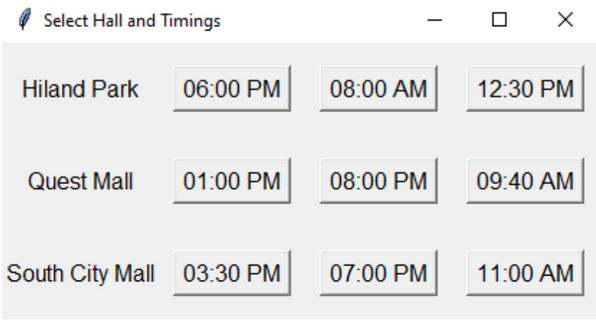 Select Hall and Timings
Hiland Park 06:00 PM 08:00 AM 12:30 PM
Quest Mall 01:00 PM 08:00 PM 09:40 AM
South City Mall 03:30 PM 07:00 PM 11:00 AM